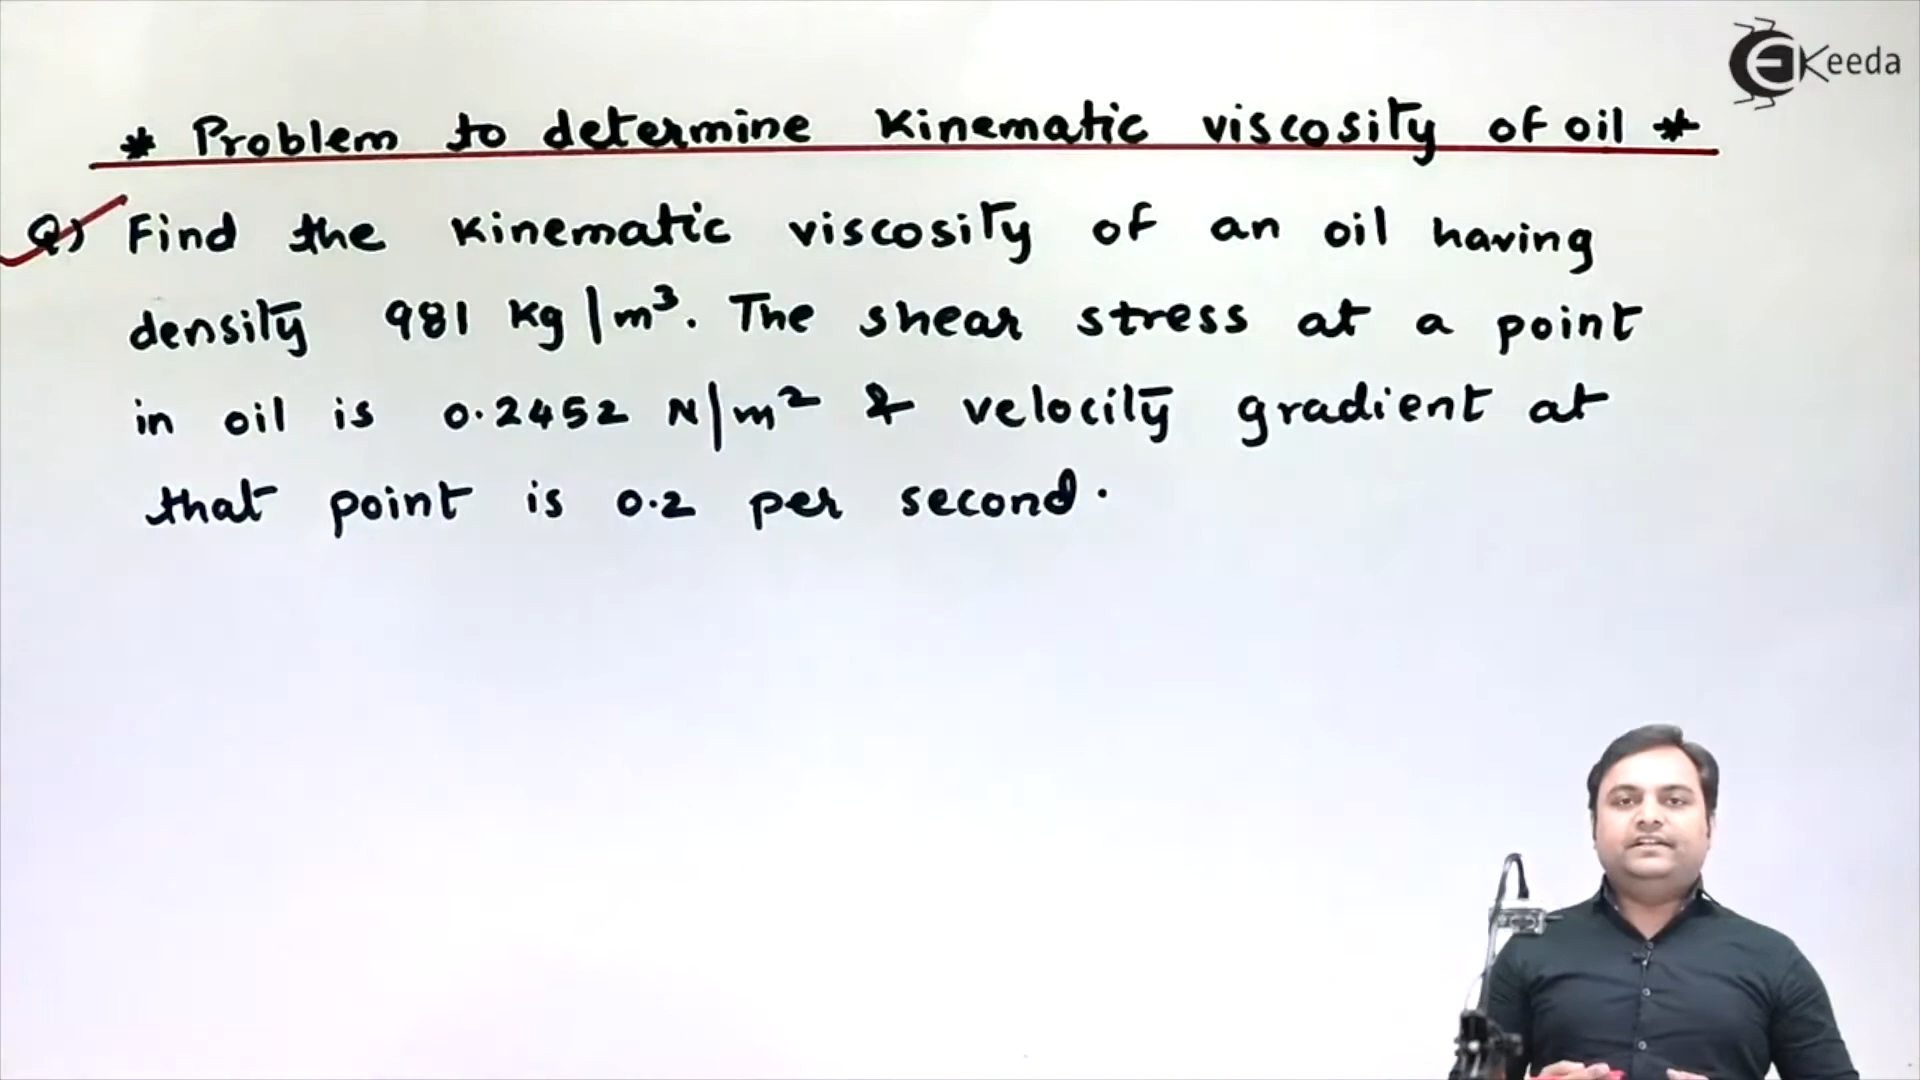 EKeeda
* Problem to determine Kinematic viscosity of oil *
Q) Find the Kinematic viscosity of an oil having
density 981 Kg/m³. The shear stress at a point
in oil is 0.2452 N/m² & velocity gradient at
that point is 0.2 per second.